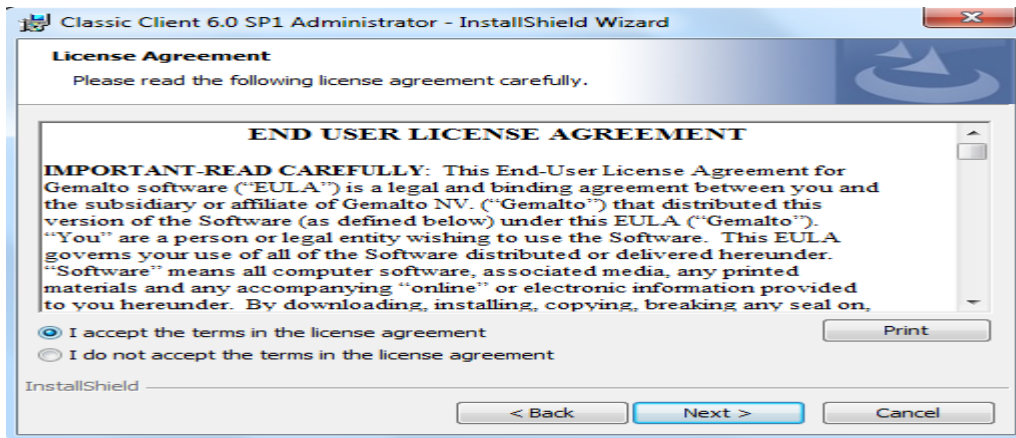 Classic Client 6.0 SP1 Administrator - InstallShield Wizard
License Agreement
Please read the following license agreement carefully.
END USER LICENSE AGREEMENT
IMPORTANT-READ CAREFULLY: This End-User License Agreement for
Gemalto software (“EULA”) is a legal and binding agreement between you and
the subsidiary or affiliate of Gemalto NV. (“Gemalto”) that distributed this
version of the Software (as defined below) under this EULA (“Gemalto”).
“You” are a person or legal entity wishing to use the Software. This EULA
governs your use of all of the Software distributed or delivered hereunder.
“Software” means all computer software, associated media, any printed
materials and any accompanying “online” or electronic information provided
to you hereunder. By downloading, installing, copying, breaking any seal on,
I accept the terms in the license agreement
Print
I do not accept the terms in the license agreement
InstallShield
< Back
Next >
Cancel